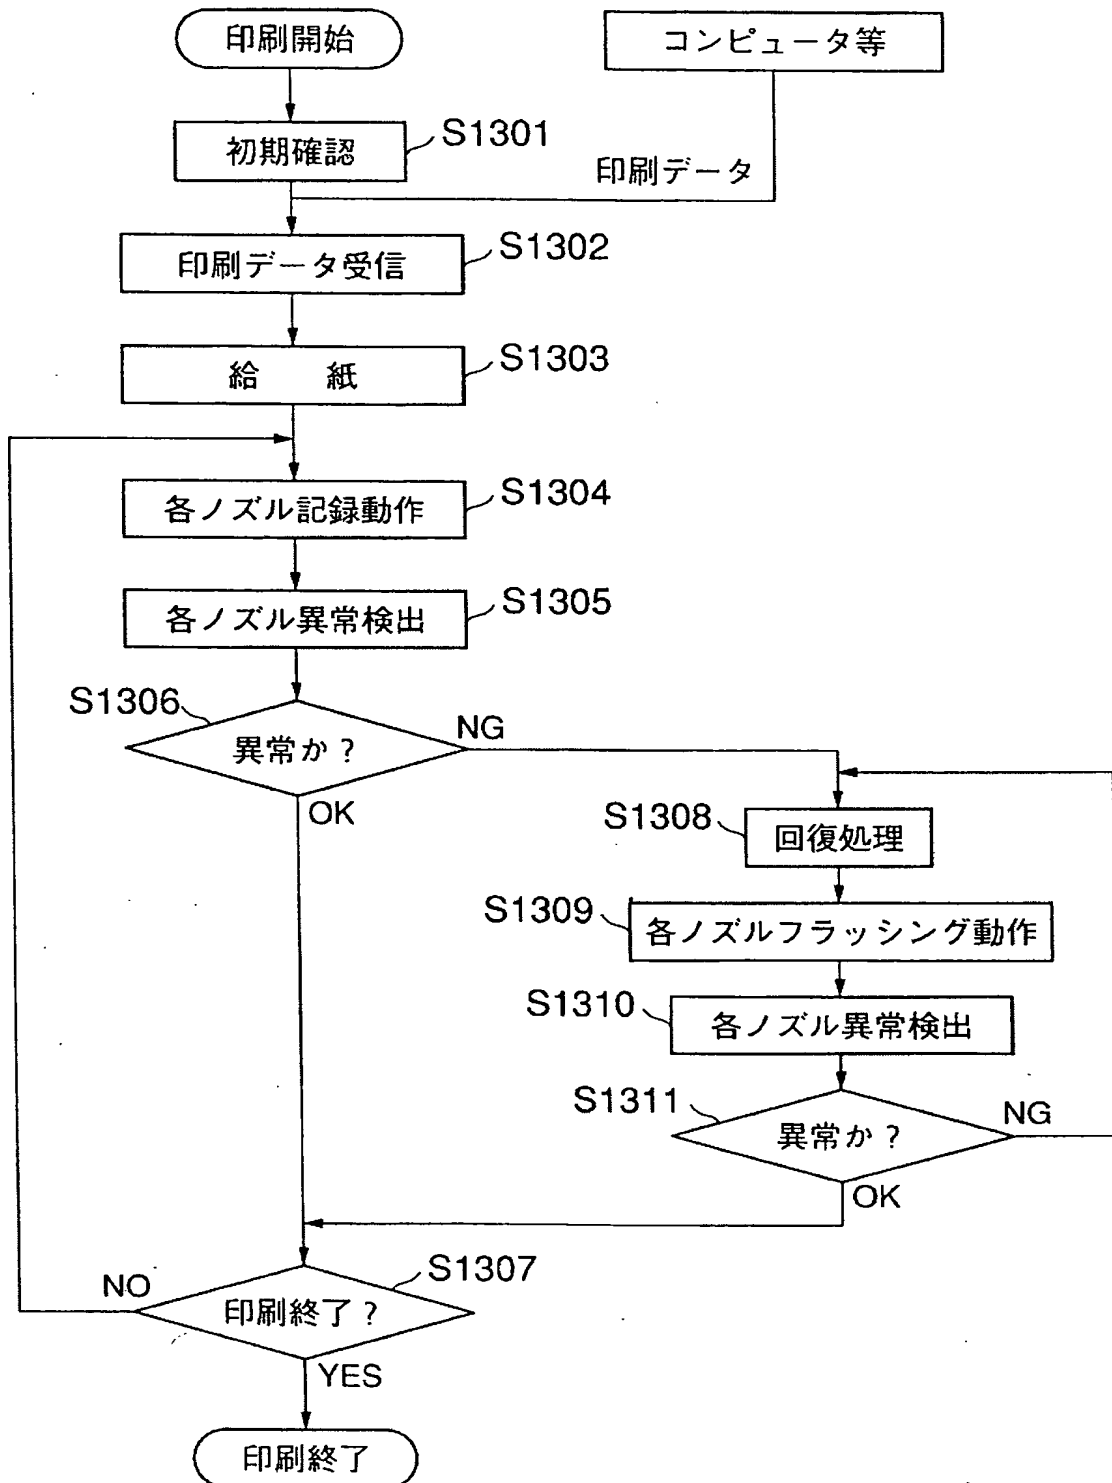 印刷開始
コンピュータ等
初期確認
S1301
印刷データ
印刷データ受信
S1302
給 紙
S1303
各ノズル記録動作
S1304
各ノズル異常検出
S1305
S1306
異常か？
NG
OK
S1308
回復処理
S1309
各ノズルフラッシング動作
S1310
各ノズル異常検出
S1311
異常か？
NG
OK
S1307
NO
印刷終了？
YES
印刷終了